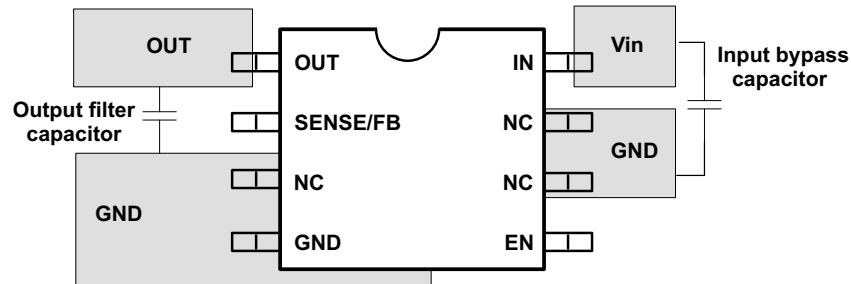 OUT
OUT
IN
Vin
Input bypass
capacitor
Output filter
capacitor
SENSE/FB
NC
GND
NC
NC
GND
GND
EN